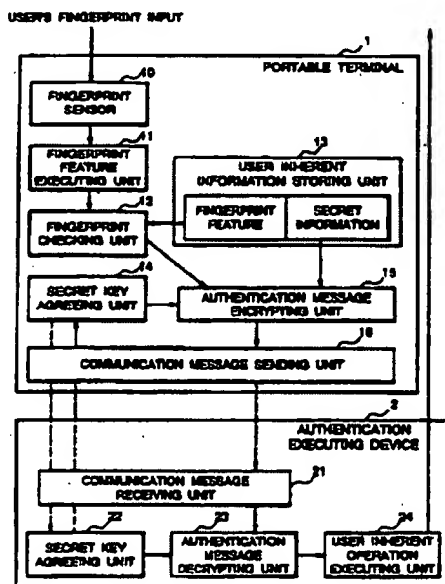 USER'S FINGERPRINT INPUT
1
PORTABLE TERMINAL
10
FINGERPRINT
SENSOR
11
FINGERPRINT
FEATURE
EXECUTING UNIT
13
USER INHERENT
INFORMATION STORING
UNIT
FINGERPRINT
FEATURE
SECRET
INFORMATION
12
FINGERPRINT
CHECKING UNIT
14
SECRET KEY
AGREEING UNIT
15
AUTHENTICATION MESSAGE
ENCRYPTING UNIT
16
COMMUNICATION MESSAGE SENDING UNIT
2
AUTHENTICATION
EXECUTING DEVICE
COMMUNICATION MESSAGE
RECEIVING UNIT
21
22
SECRET KEY
AGREEING UNIT
23
AUTHENTICATION
MESSAGE
DECRYPTING UNIT
24
USER INHERENT
OPERATION
EXECUTING UNIT